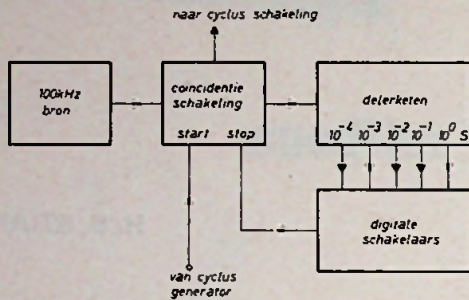 naar cyclus schakeling
100kHz
bron
coincidentie
schakeling
start stop
delerketen
10⁻⁴ 10⁻³ 10⁻² 10⁻¹ 10⁰ S
digitale
schakelaars
van cyclus
generator